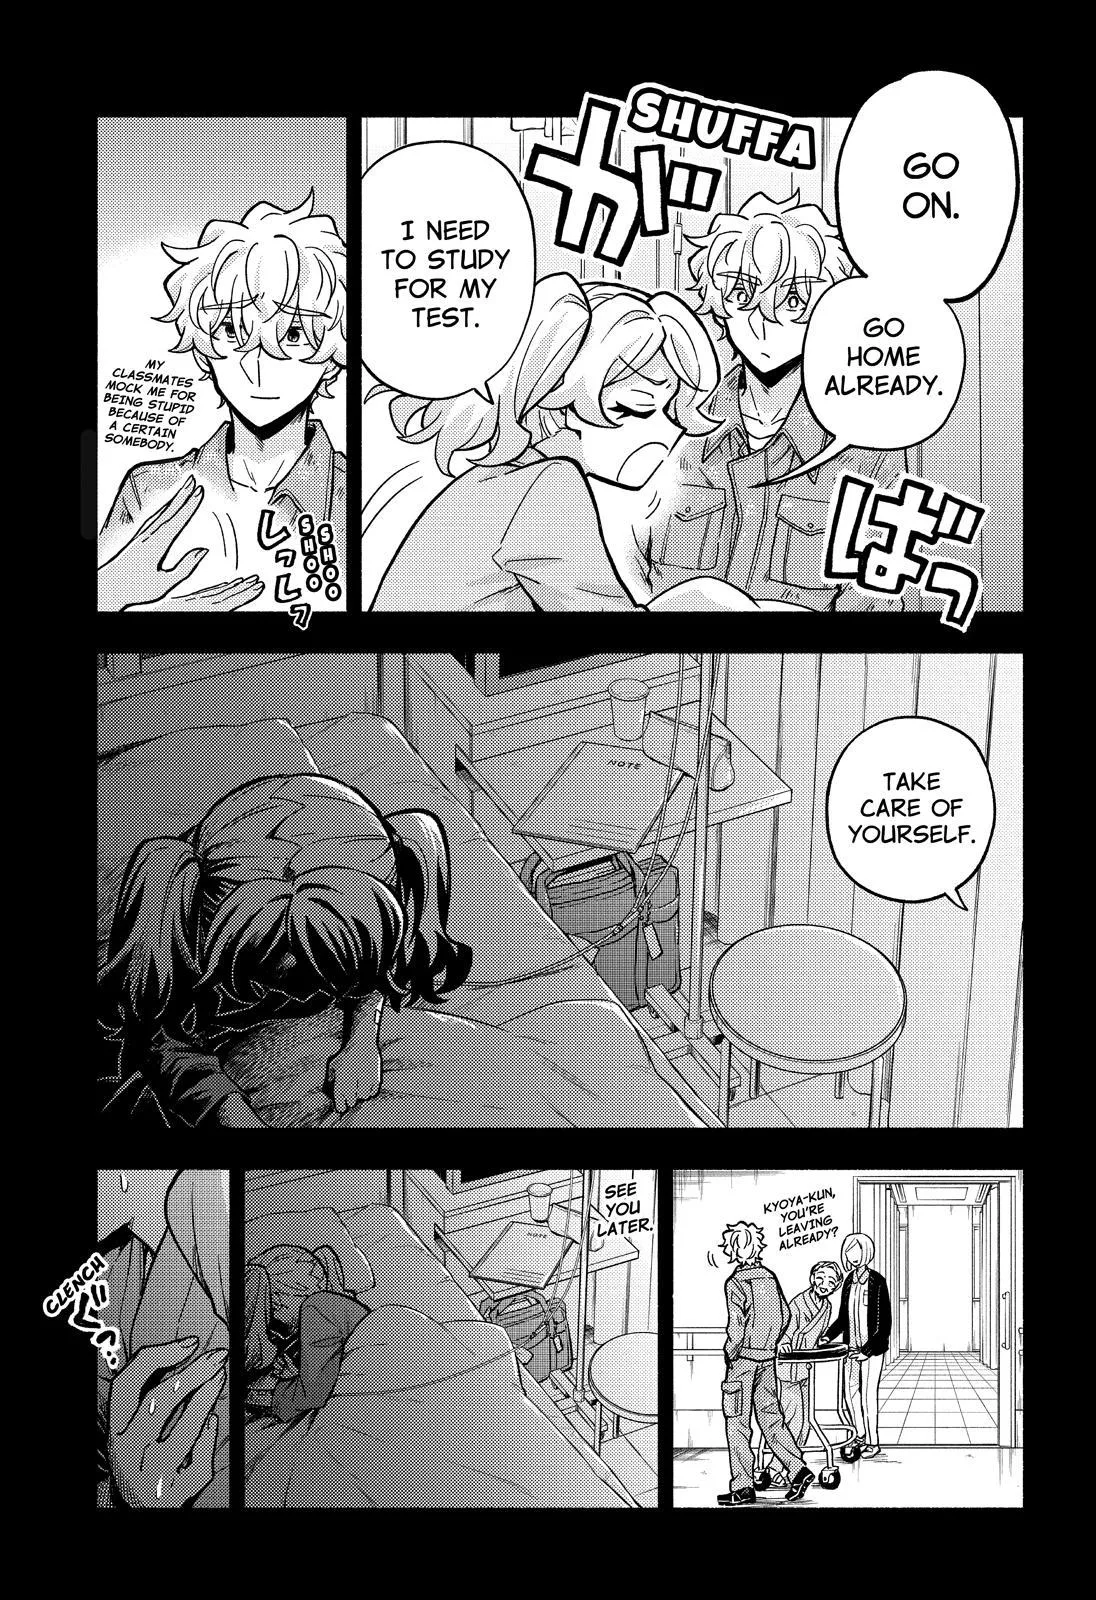 GO
ON.
GO
HOME
ALREADY.
SHUFFA
ガ
バッ
I NEED
TO STUDY
FOR MY
TEST.
MY
CLASSMATES
MOCK ME FOR
BEING STUPID
BECAUSE OF
A CERTAIN
SOMEBODY.
SHOO
SHOO
しっしっ
TAKE
CARE OF
YOURSELF.
NOTE
KYOYA-KUN,
YOU'RE
LEAVING
ALREADY?
SEE
YOU
LATER.
NOTE
CLENCH